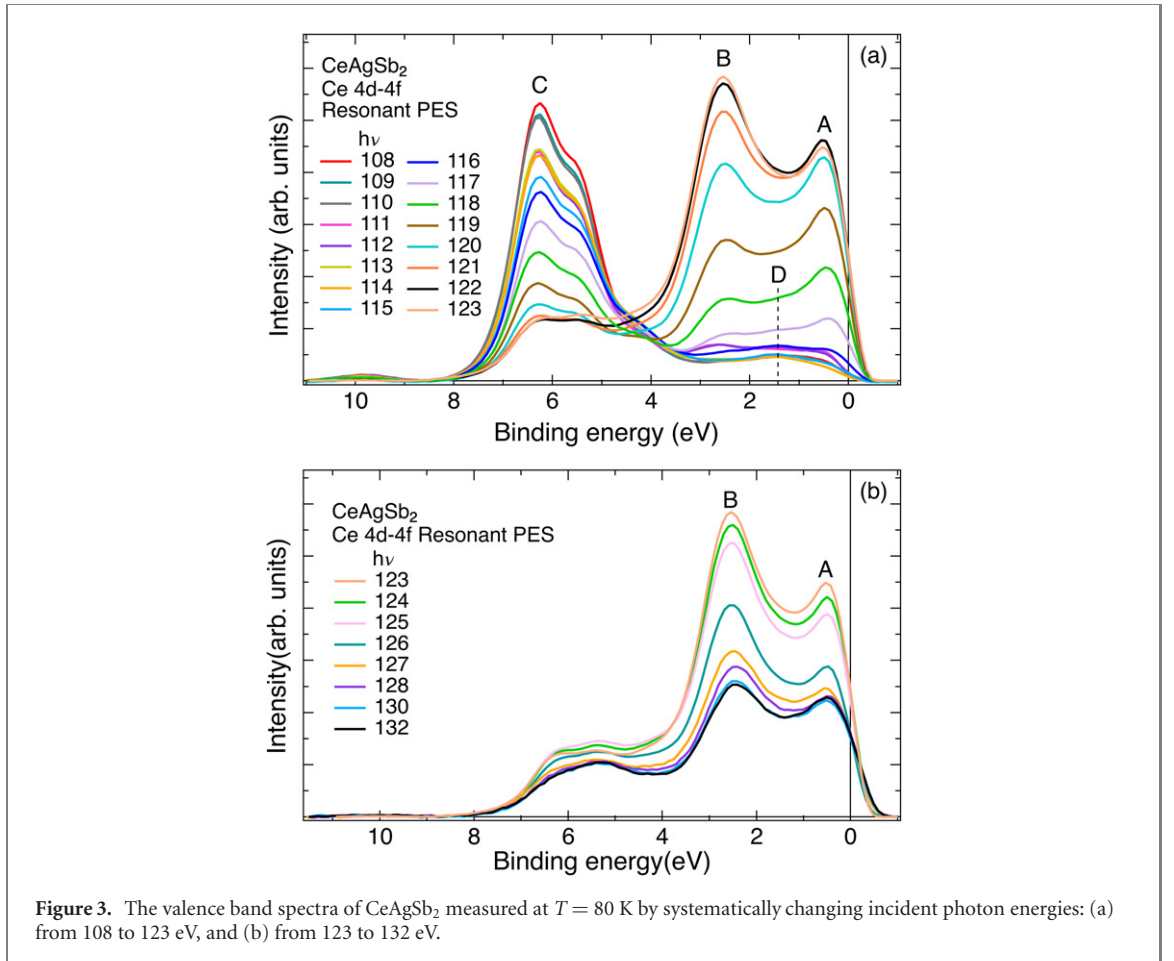 (a)
B
CeAgSb₂
Ce 4d-4f
Resonant PES
C
A
hν
108 116
109 117
110 118
111 119
112 120
113 121
114 122
115 123
D
Intensity (arb. units)
10 8 6 4 2 0
Binding energy (eV)
(b)
B
CeAgSb₂
Ce 4d-4f Resonant PES
hν
A
123
124
125
126
127
128
130
132
Intensity(arb. units)
10 8 6 4 2 0
Binding energy(eV)
Figure 3. The valence band spectra of CeAgSb₂ measured at T = 80 K by systematically changing incident photon energies: (a)
from 108 to 123 eV, and (b) from 123 to 132 eV.